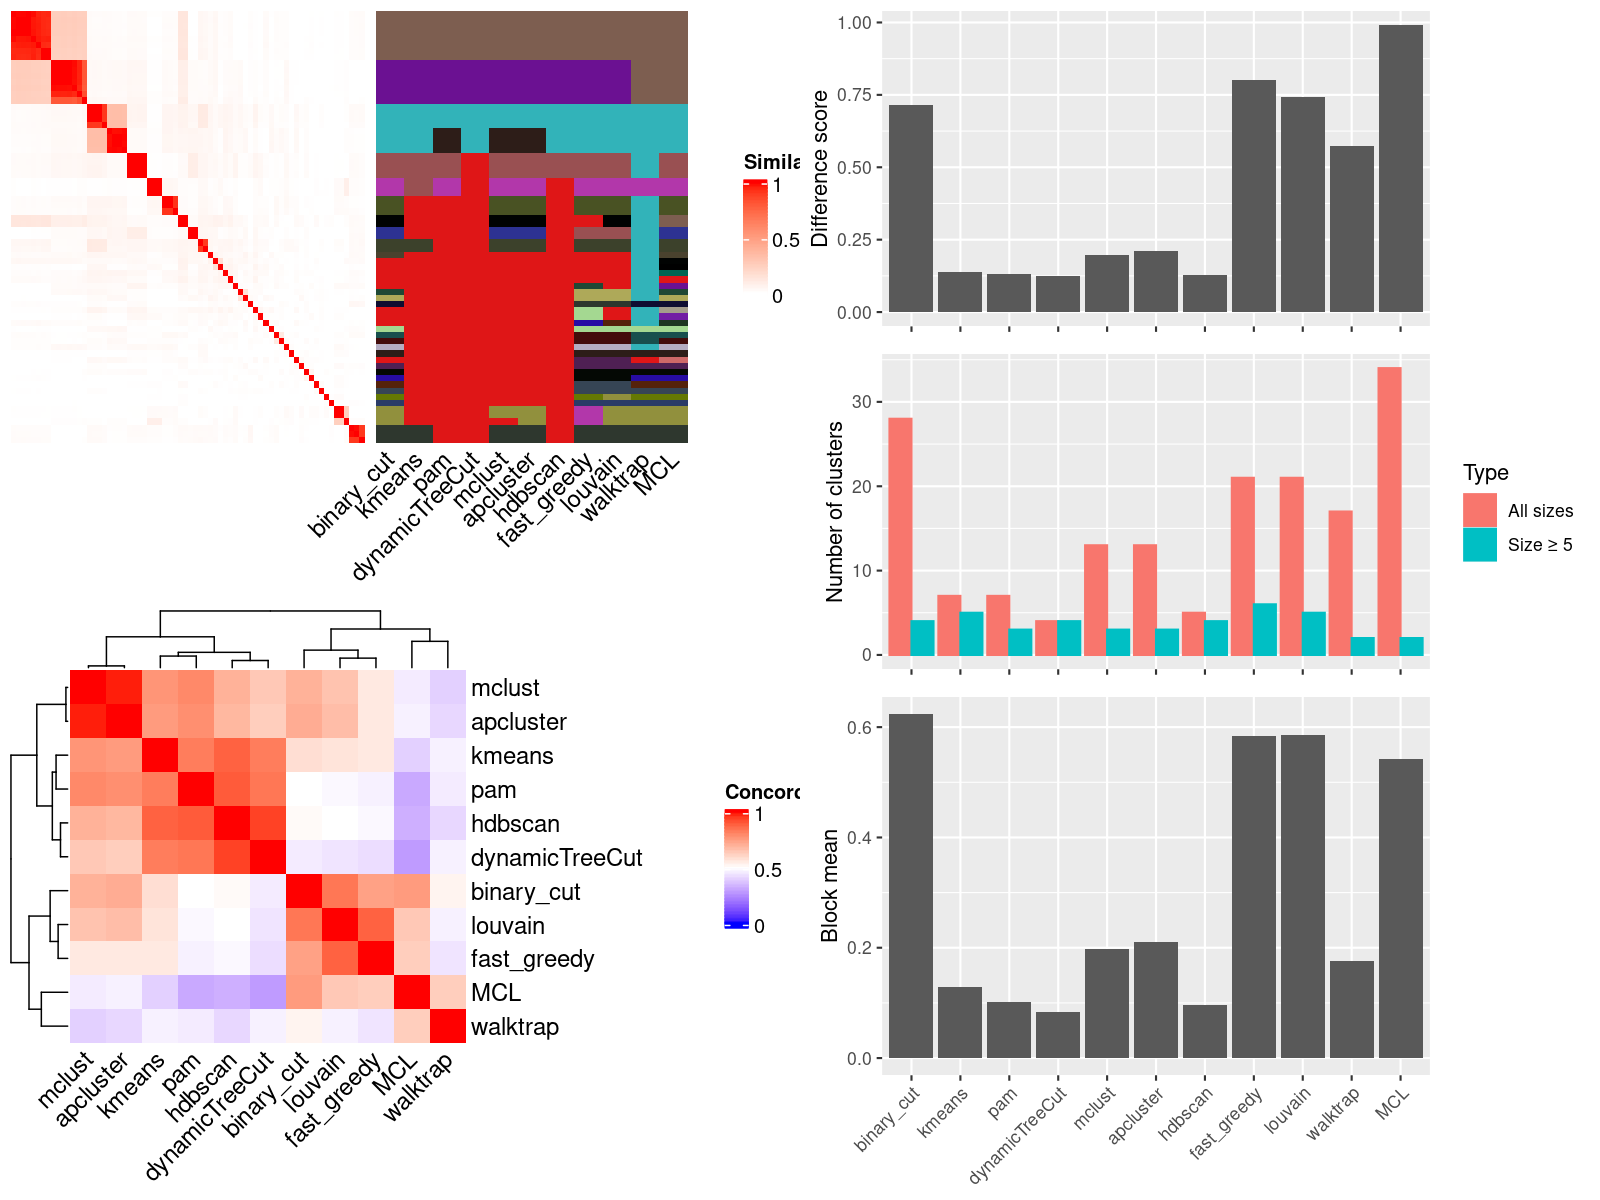 Simila
1
0.5
0
binary_cut
kmeans
pam
dynamicTreeCut
mclust
apcluster
hdbscan
fast_greedy
louvain
walktrap
MCL
Difference score
1.00
0.75
0.50
0.25
0.00
Number of clusters
30
20
10
0
Type
All sizes
Size ≥ 5
mclust
apcluster
kmeans
pam
hdbscan
dynamicTreeCut
binary_cut
louvain
fast_greedy
MCL
walktrap
mclust
apcluster
kmeans
pam
hdbscan
dynamicTreeCut
binary_cut
louvain
fast_greedy
MCL
walktrap
Concord
1
0.5
0
Block mean
0.6
0.4
0.2
0.0
binary_cut
kmeans
pam
dynamicTreeCut
mclust
apcluster
hdbscan
fast_greedy
louvain
walktrap
MCL